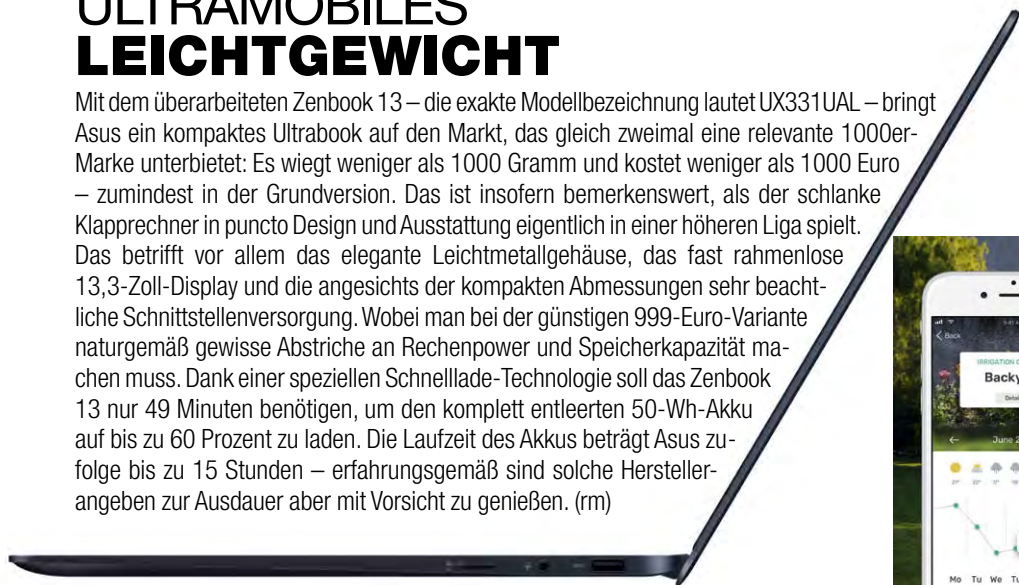 ULTRAMOBILES
LEICHTGEWICHT
Mit dem überarbeiteten Zenbook 13 – die exakte Modellbezeichnung lautet UX331UAL – bringt
Asus ein kompaktes Ultrabook auf den Markt, das gleich zweimal eine relevante 1000er-
Marke unterbietet: Es wiegt weniger als 1000 Gramm und kostet weniger als 1000 Euro
– zumindest in der Grundversion. Das ist insofern bemerkenswert, als der schlanke
Klapprechner in puncto Design und Ausstattung eigentlich in einer höheren Liga spielt.
Das betrifft vor allem das elegante Leichtmetallgehäuse, das fast rahmenlose
13,3-Zoll-Display und die angesichts der kompakten Abmessungen sehr beacht-
liche Schnittstellenversorgung. Wobei man bei der günstigen 999-Euro-Variante
naturgemäß gewisse Abstriche an Rechenpower und Speicherkapazität ma-
chen muss. Dank einer speziellen Schnelllade-Technologie soll das Zenbook
13 nur 49 Minuten benötigen, um den komplett entleerten 50-Wh-Akku
auf bis zu 60 Prozent zu laden. Die Laufzeit des Akkus beträgt Asus zu-
folge bis zu 15 Stunden – erfahrungsgemäß sind solche Hersteller-
angaben zur Ausdauer aber mit Vorsicht zu genießen. (rm)
Back
IRRIGATION
Backy
June 2
Mo Tu We